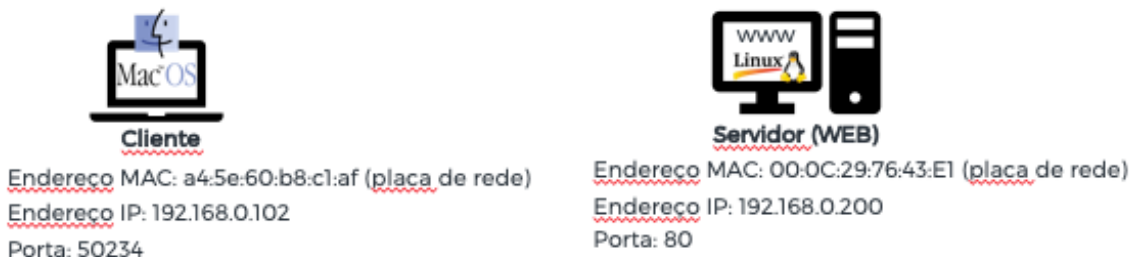 Mac OS
Cliente
Endereço MAC: a4:5e:60:b8:c1:af (placa de rede)
Endereço IP: 192.168.0.102
Porta: 50234
www
Linux
Servidor (WEB)
Endereço MAC: 00:0C:29:76:43:E1 (placa de rede)
Endereço IP: 192.168.0.200
Porta: 80